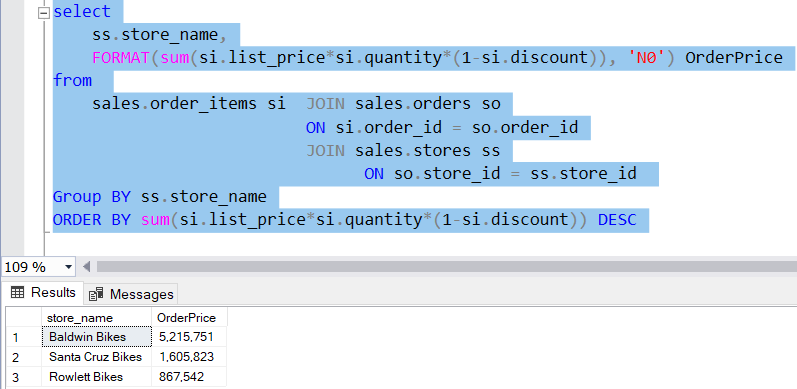 select
ss.store_name,
FORMAT(sum(si.list_price*si.quantity*(1-si.discount)), 'N0') OrderPrice
from
sales.order_items si JOIN sales.orders so
ON si.order_id = so.order_id
JOIN sales.stores ss
ON so.store_id = ss.store_id
Group BY ss.store_name
ORDER BY sum(si.list_price*si.quantity*(1-si.discount)) DESC
109 %
Results Messages
store_name OrderPrice
1 Baldwin Bikes 5,215,751
2 Santa Cruz Bikes 1,605,823
3 Rowlett Bikes 867,542